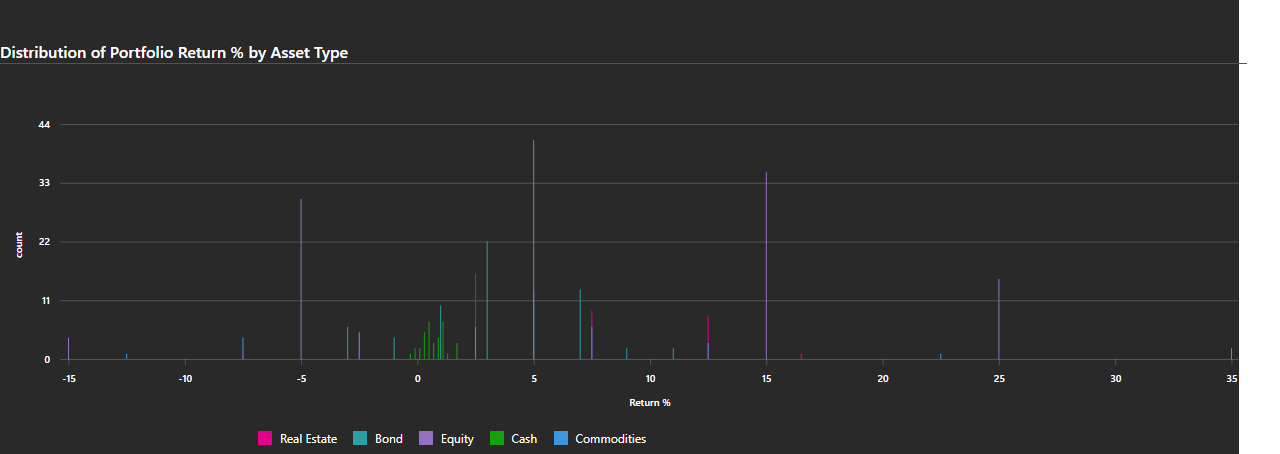 Distribution of Portfolio Return % by Asset Type
44
33
22
11
0
count
-15 -10 -5 0 5 10 15 20 25 30 35
Return %
Real Estate Bond Equity Cash Commodities